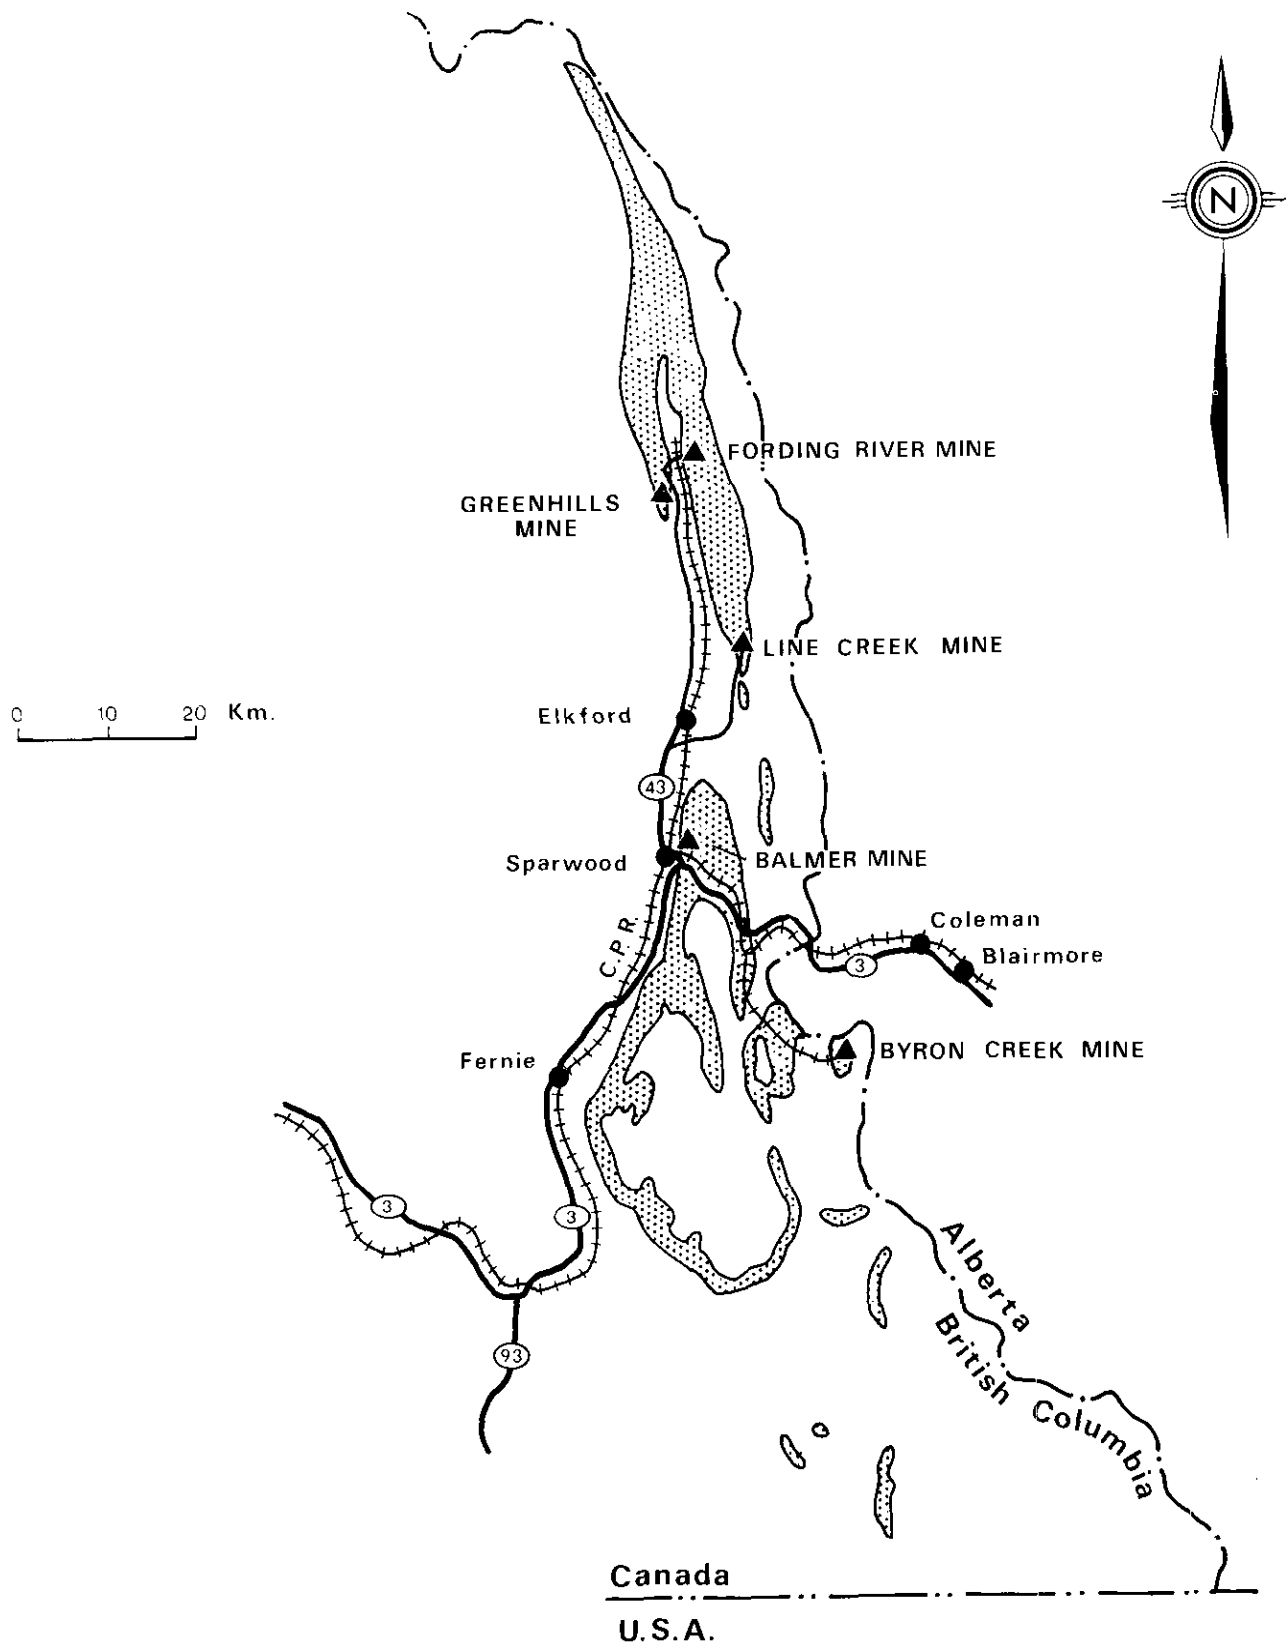 N
FORDING RIVER MINE
GREENHILLS
MINE
LINE CREEK MINE
0 10 20 Km.
Elkford
43
Sparwood
BALMER MINE
C.P.R.
Coleman
Blairmore
3
Fernie
BYRON CREEK MINE
3
3
Alberta
British Columbia
93
Canada
U.S.A.